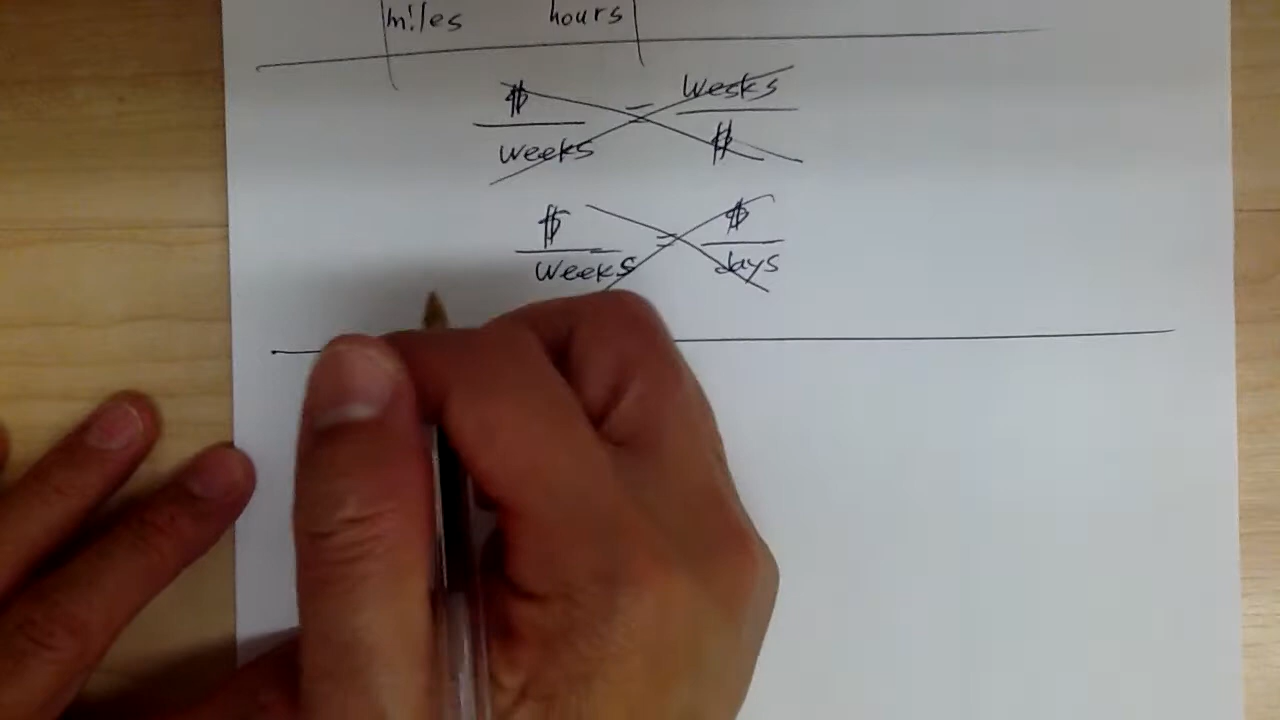 miles hours
$ = weeks
weeks $
$ = $
weeks days